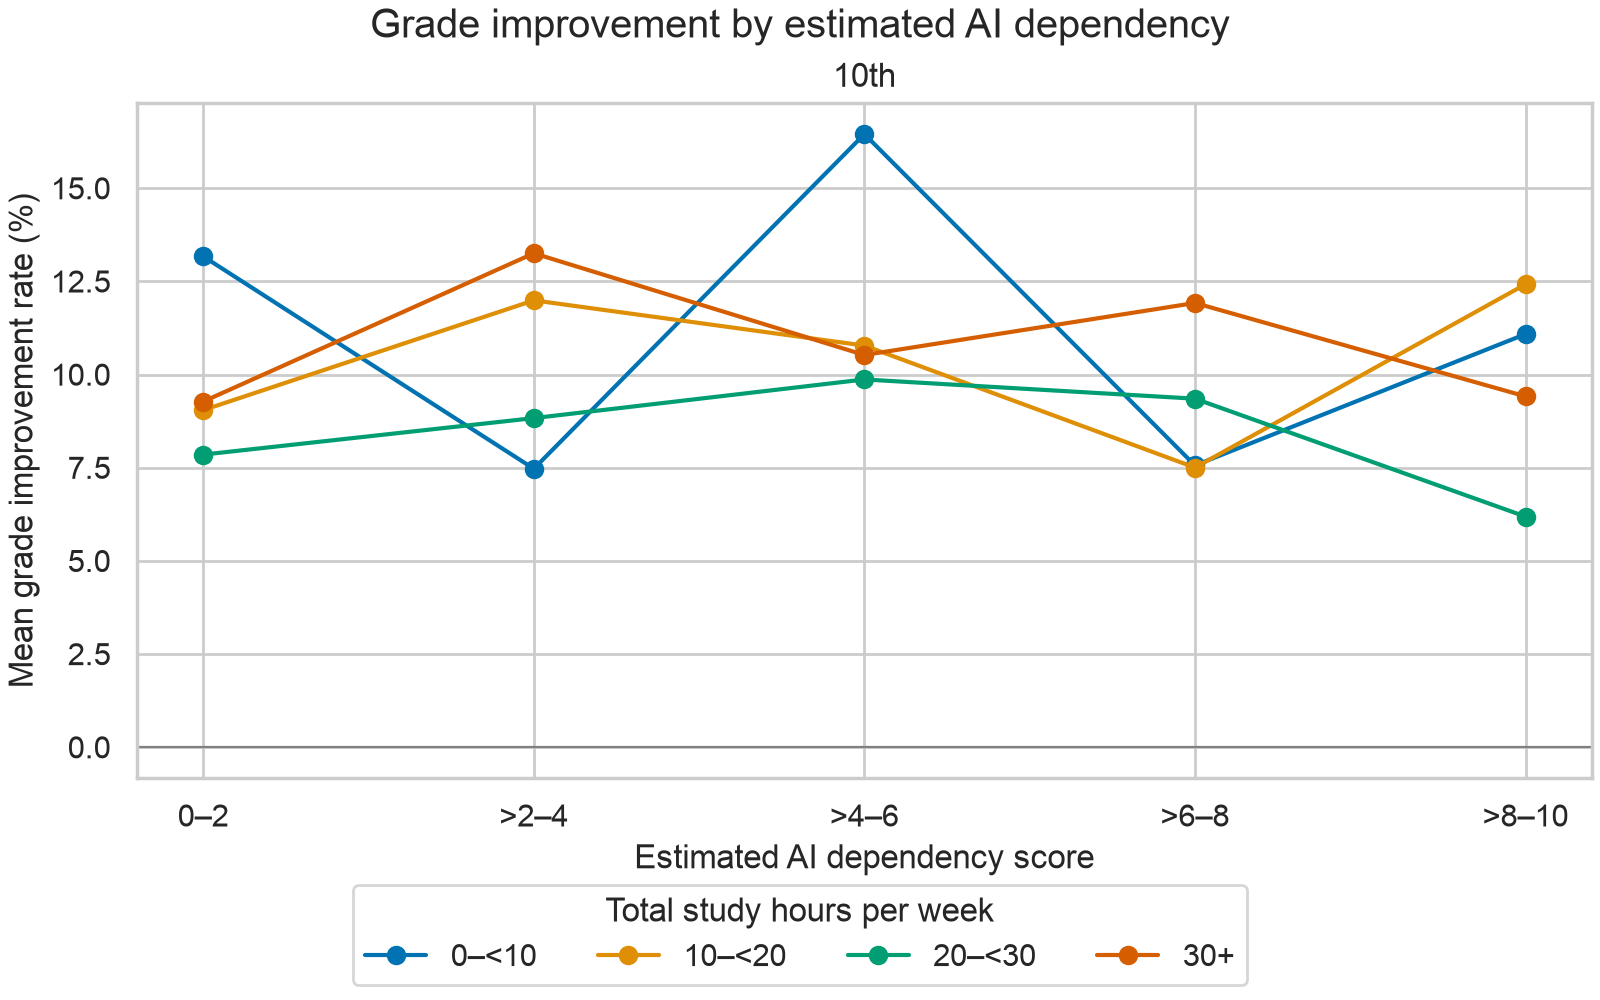 Grade improvement by estimated AI dependency
10th
Mean grade improvement rate (%)
15.0
12.5
10.0
7.5
5.0
2.5
0.0
0–2 >2–4 >4–6 >6–8 >8–10
Estimated AI dependency score
Total study hours per week
0–<10 10–<20 20–<30 30+